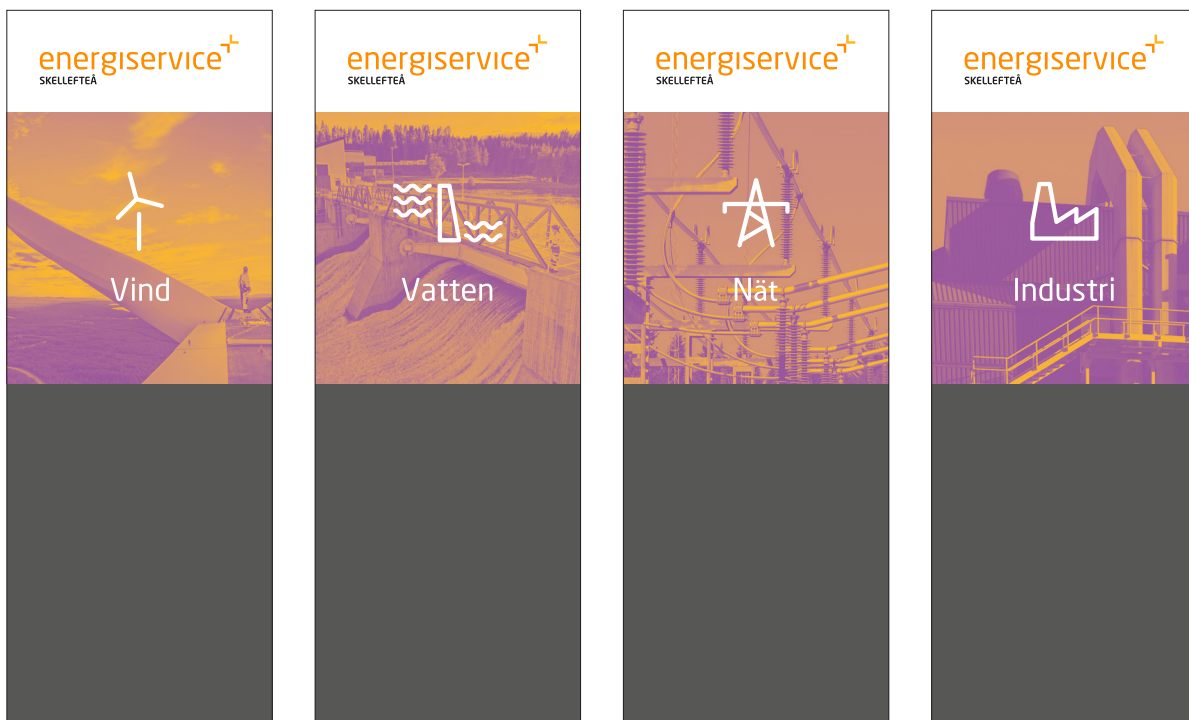 energiservice
SKELLEFTEÅ
Vind
energiservice
SKELLEFTEÅ
Vatten
energiservice
SKELLEFTEÅ
Nät
energiservice
SKELLEFTEÅ
Industri